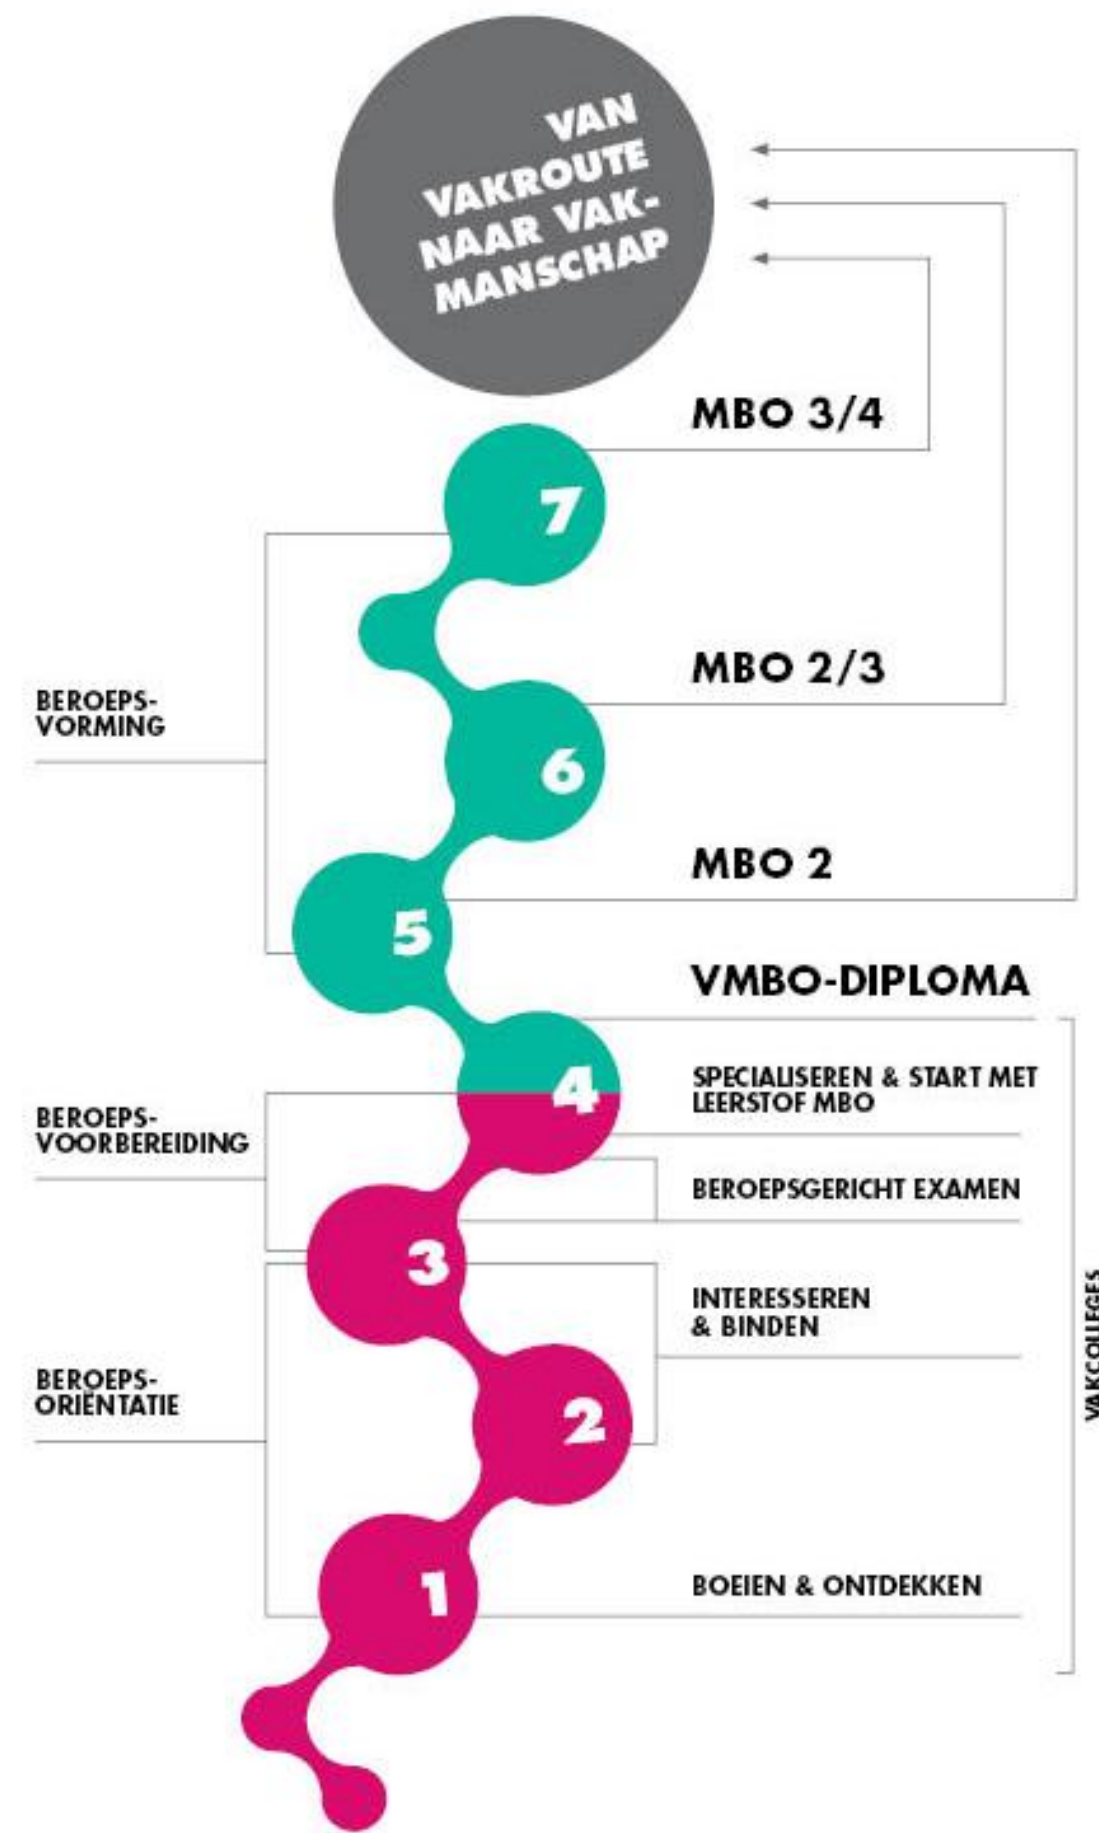 VAN
VAKROUTE
NAAR VAK-
MANSCHAP
MBO 3/4
7
MBO 2/3
BEROEPS-
VORMING
6
MBO 2
5
VMBO-DIPLOMA
4
SPECIALISEREN & START MET
LEERSTOF MBO
BEROEPS-
VOORBEREIDING
BEROEPSGERICHT EXAMEN
3
INTERESSEREN
& BINDEN
VAKCOLLEGES
BEROEPS-
ORIËNTATIE
2
1
BOEIEN & ONTDEKKEN